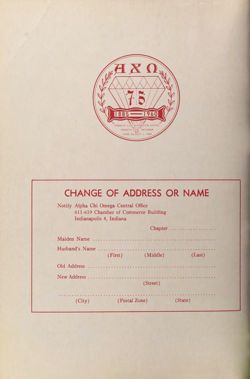 ΑΧΩ
75
1885 1960
CHANGE OF ADDRESS OR NAME
Notify Alpha Chi Omega Central Office
611-619 Chamber of Commerce Building
Indianapolis 4, Indiana
Chapter
Maiden Name
Husband's Name
(First) (Middle) (Last)
Old Address
New Address
(Street)
(City) (Postal Zone) (State)